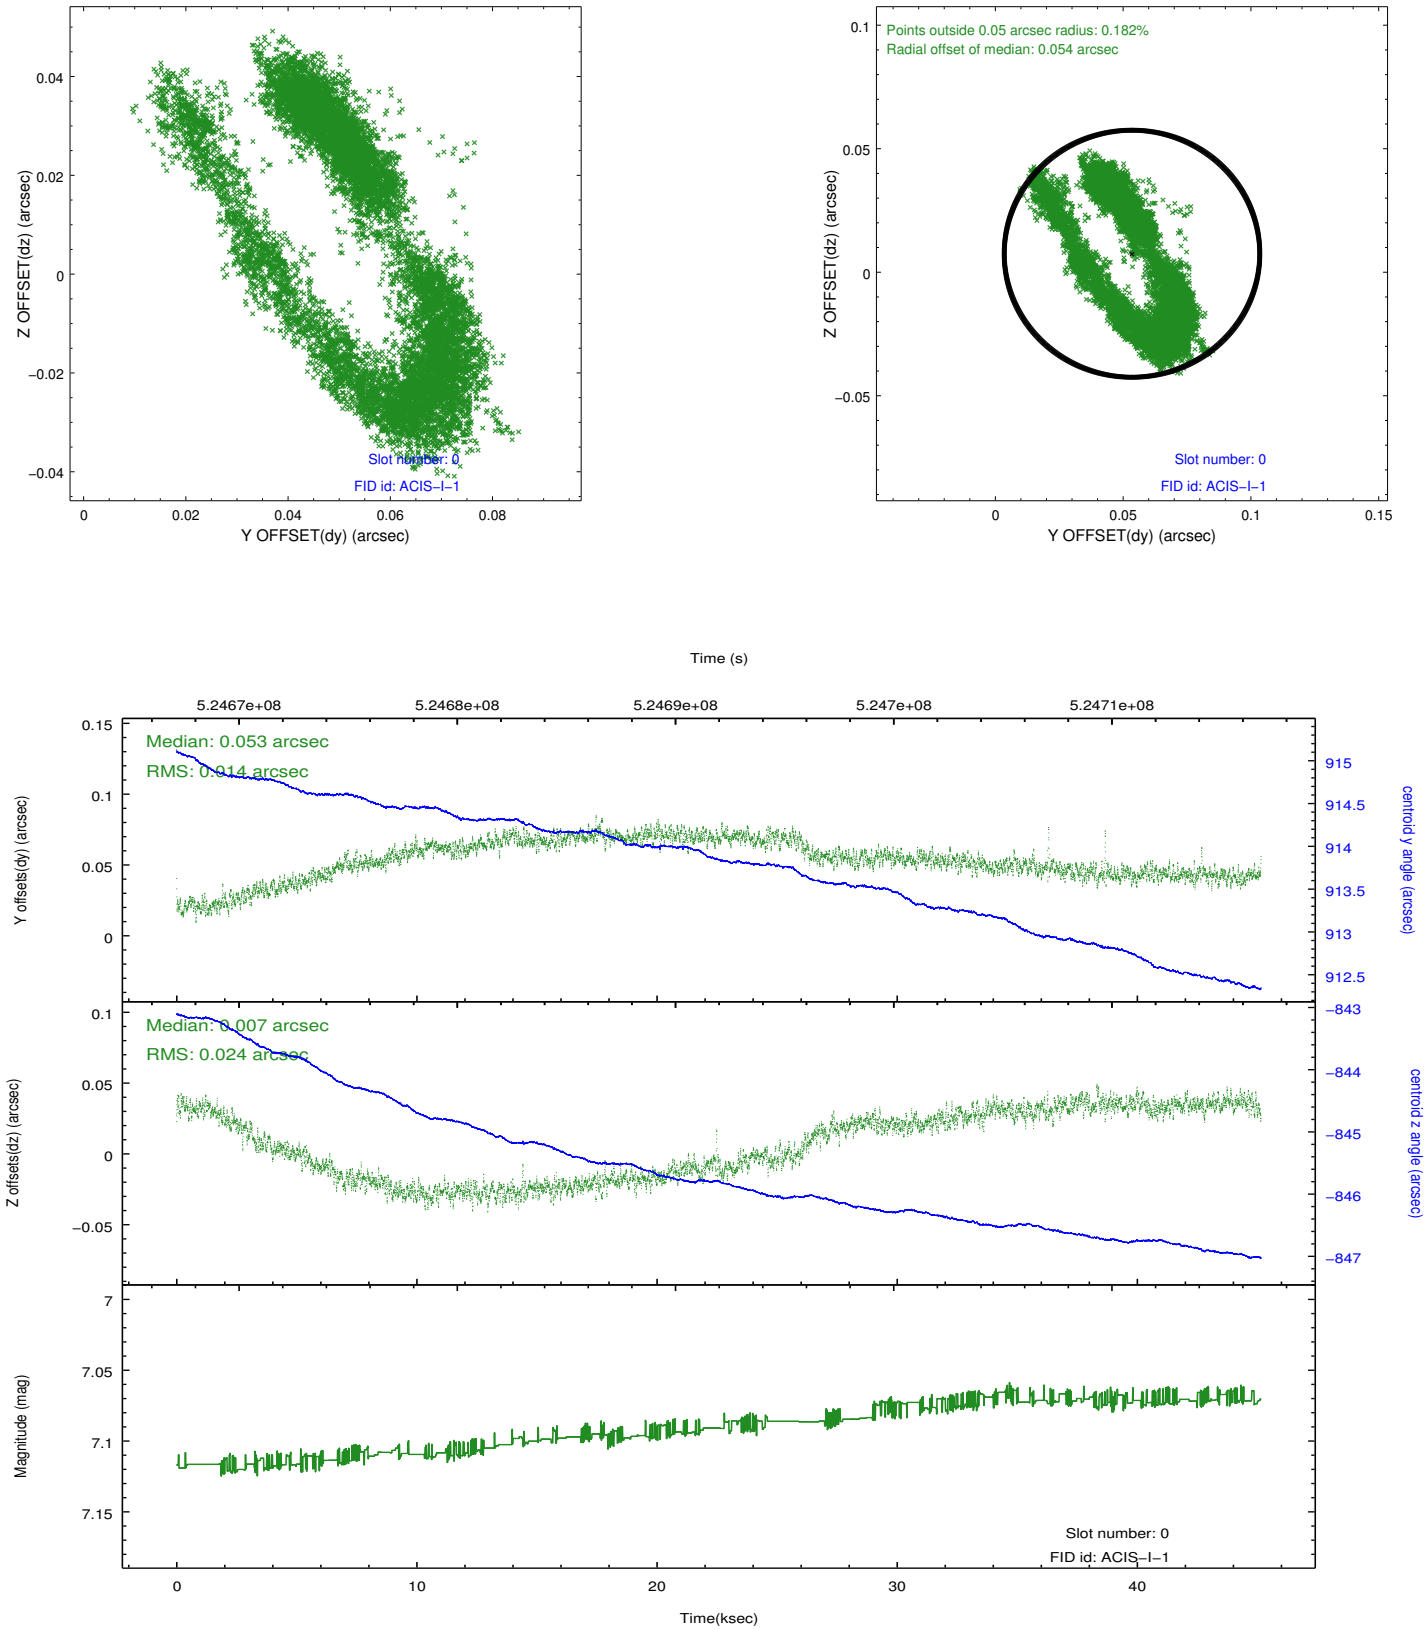 0.04
0.02
0
−0.02
−0.04
Z OFFSET(dz) (arcsec)
Slot number: 0
FID id: ACIS−I−1
0
0.02
0.04
0.06
0.08
Y OFFSET(dy) (arcsec)
Points outside 0.05 arcsec radius: 0.182%
Radial offset of median: 0.054 arcsec
0.1
0.05
0
−0.05
Z OFFSET(dz) (arcsec)
Slot number: 0
FID id: ACIS−I−1
0
0.05
0.1
0.15
Y OFFSET(dy) (arcsec)
Time (s)
5.2467e+08
5.2468e+08
5.2469e+08
5.247e+08
5.2471e+08
Median: 0.053 arcsec
RMS: 0.014 arcsec
0.15
0.1
0.05
0
Y offsets(dy) (arcsec)
915
914.5
914
913.5
913
912.5
centroid y angle (arcsec)
Median: 0.007 arcsec
RMS: 0.024 arcsec
0.1
0.05
0
−0.05
Z offsets(dz) (arcsec)
−843
−844
−845
−846
−847
centroid z angle (arcsec)
7
7.05
7.1
7.15
Magnitude (mag)
Slot number: 0
FID id: ACIS−I−1
0
10
20
30
40
Time(ksec)